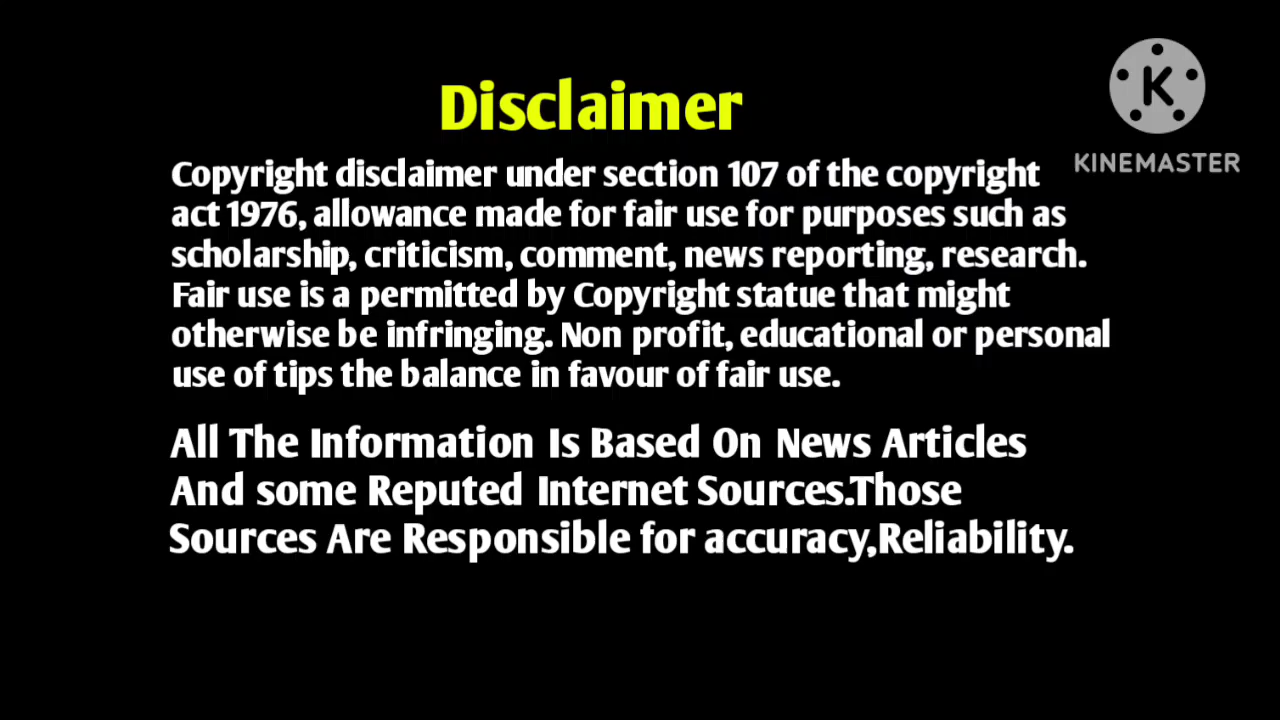 Disclaimer
K
KINEMASTER
Copyright disclaimer under section 107 of the copyright
act 1976, allowance made for fair use for purposes such as
scholarship, criticism, comment, news reporting, research.
Fair use is a permitted by Copyright statue that might
otherwise be infringing. Non profit, educational or personal
use of tips the balance in favour of fair use.
All The Information Is Based On News Articles
And some Reputed Internet Sources.Those
Sources Are Responsible for accuracy,Reliability.